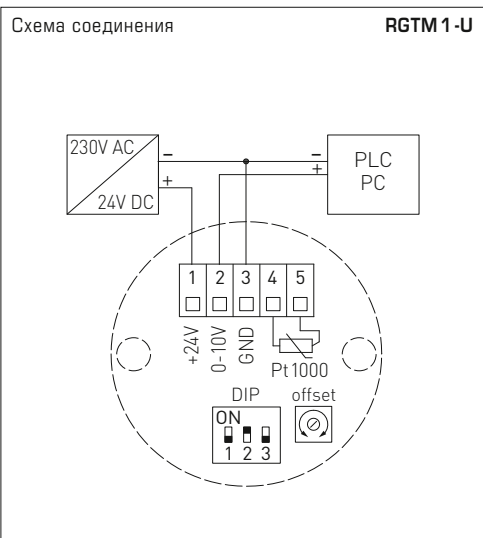 Схема соединения RGTM 1-U
230V AC
24V DC
–
+
–
+
PLC
PC
1 2 3 4 5
+24V
0-10V
GND
Pt1000
DIP
offset
ON
1 2 3